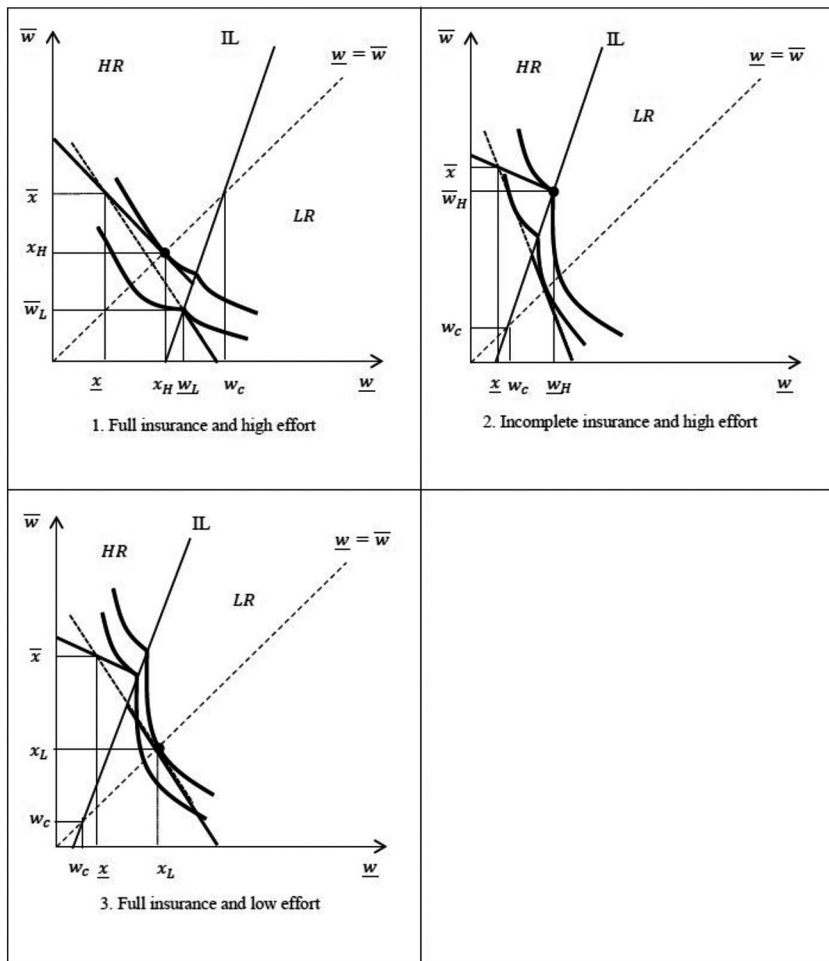 w̅
IL
w̲ = w̅
HR
LR
x̅
x_H
w̅_L
x̲
x_H
w̲_L
w_c
w̲
1. Full insurance and high effort
w̅
IL
w̲ = w̅
HR
LR
x̅
w̅_H
w_c
x̲
w_c
w̲_H
w̲
2. Incomplete insurance and high effort
w̅
IL
w̲ = w̅
HR
LR
x̅
x_L
w_c
w_c
x̲
x_L
w̲
3. Full insurance and low effort